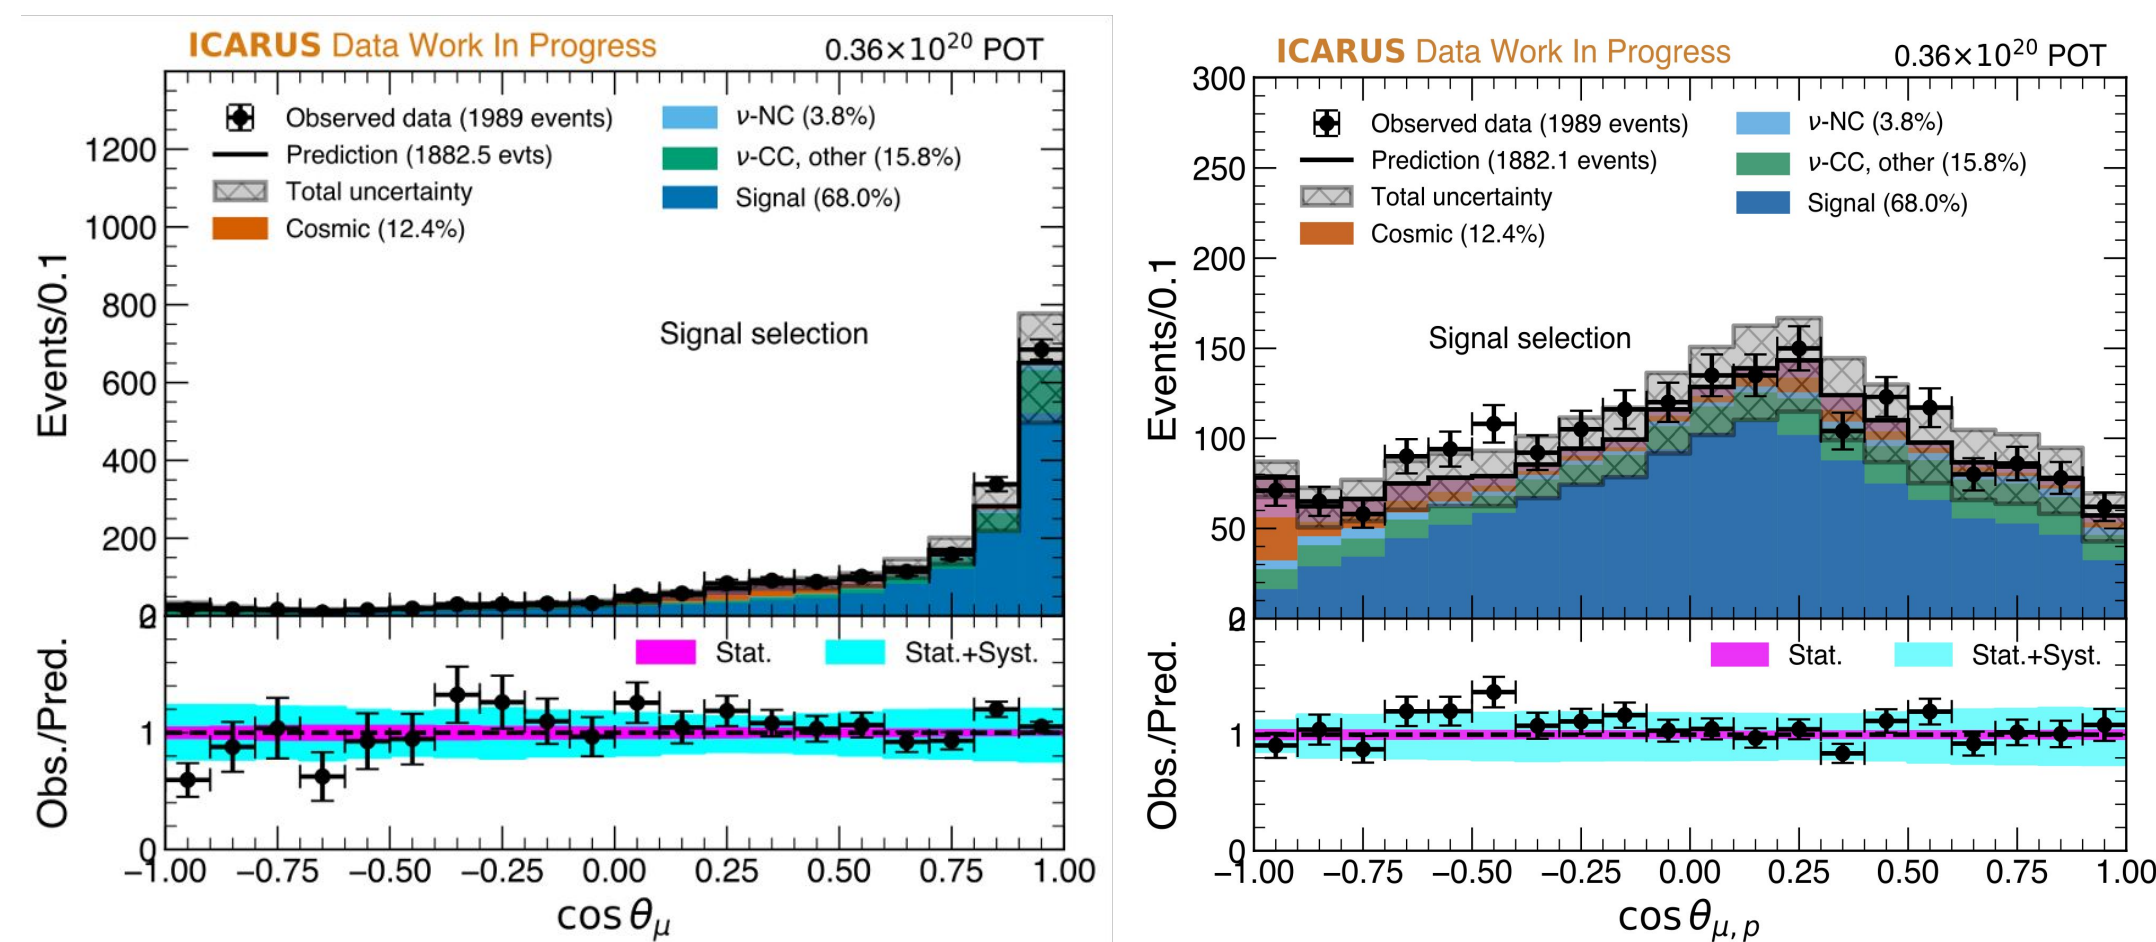 ICARUS Data Work In Progress
0.36×10²⁰ POT
Observed data (1989 events)
Prediction (1882.5 evts)
Total uncertainty
Cosmic (12.4%)
ν-NC (3.8%)
ν-CC, other (15.8%)
Signal (68.0%)
Signal selection
Events/0.1
1200
1000
800
600
400
200
0
Stat.
Stat.+Syst.
Obs./Pred.
2
1
0
−1.00 −0.75 −0.50 −0.25 0.00 0.25 0.50 0.75 1.00
cos θμ
ICARUS Data Work In Progress
0.36×10²⁰ POT
Observed data (1989 events)
Prediction (1882.1 events)
Total uncertainty
Cosmic (12.4%)
ν-NC (3.8%)
ν-CC, other (15.8%)
Signal (68.0%)
Signal selection
Events/0.1
300
250
200
150
100
50
0
Stat.
Stat.+Syst.
Obs./Pred.
2
1
0
−1.00 −0.75 −0.50 −0.25 0.00 0.25 0.50 0.75 1.00
cos θμ, p